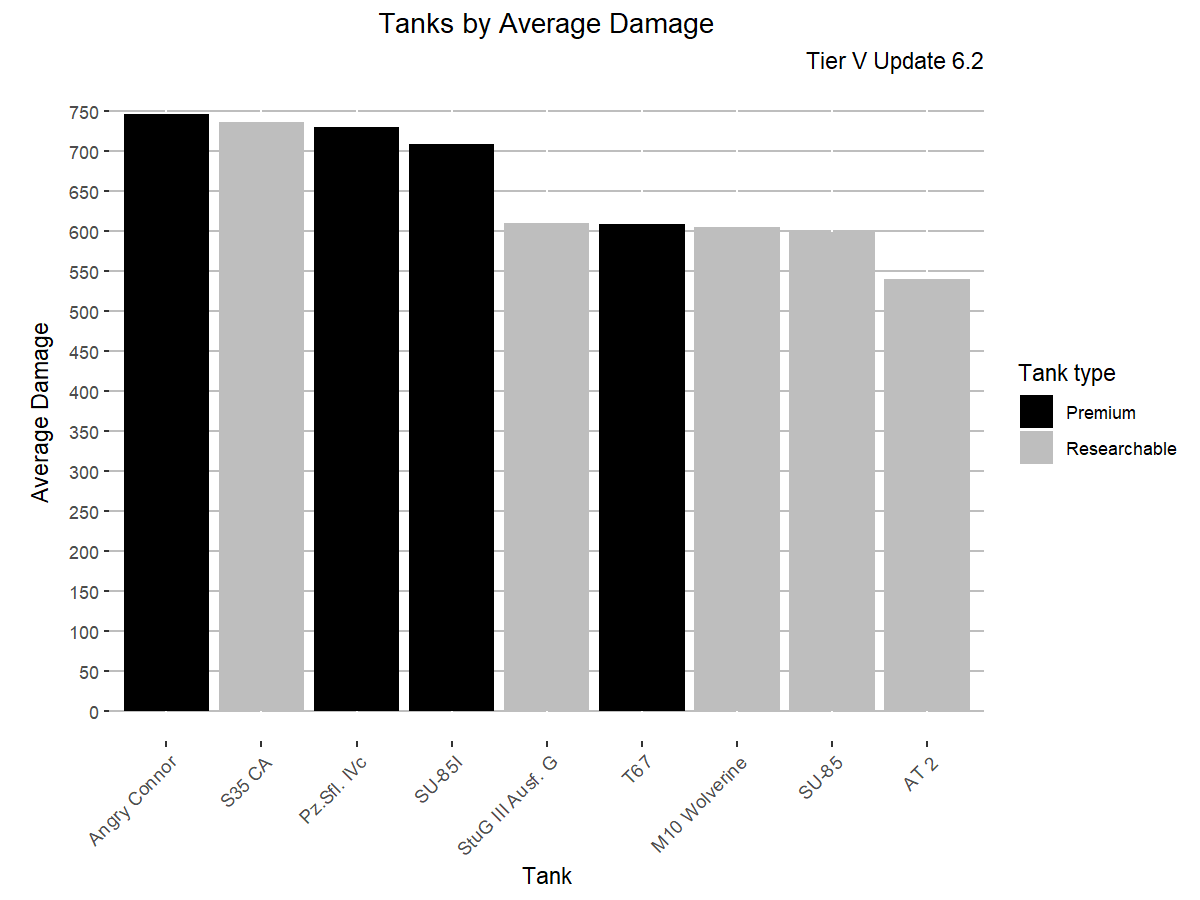 Tanks by Average Damage
Tier V Update 6.2
Average Damage
750
700
650
600
550
500
450
400
350
300
250
200
150
100
50
0
Angry Connor
S35 CA
Pz.Sfl. IVc
SU-85I
StuG III Ausf. G
T67
M10 Wolverine
SU-85
AT 2
Tank
Tank type
Premium
Researchable